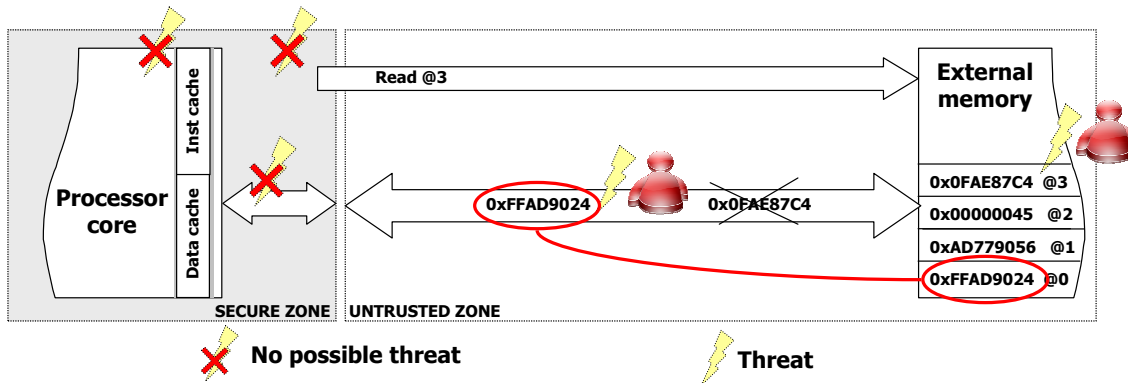 Read @3
External
memory
Inst cache
Data cache
Processor
core
0xFFAD9024
0x0FAE87C4
0x0FAE87C4 @3
0x00000045 @2
0xAD779056 @1
0xFFAD9024 @0
SECURE ZONE
UNTRUSTED ZONE
No possible threat
Threat